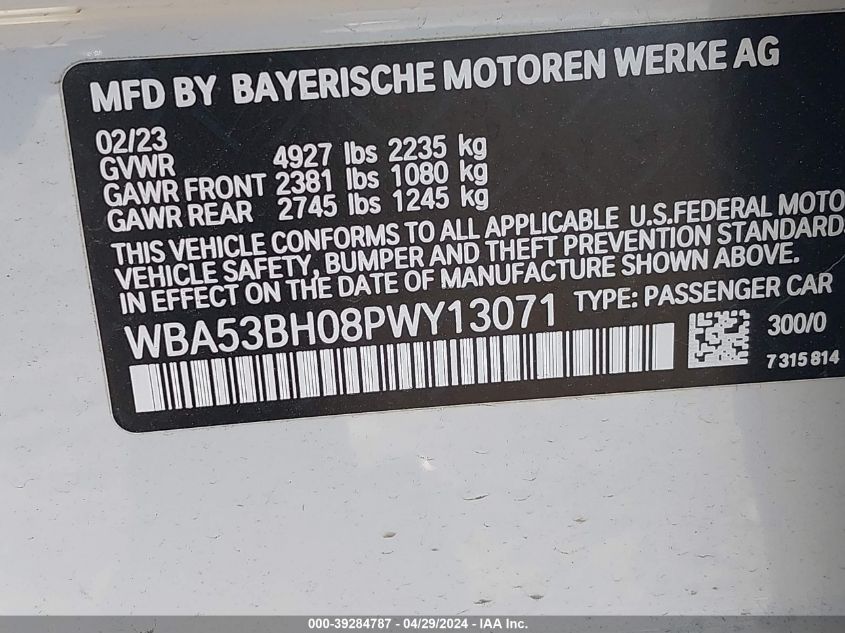 MFD BY BAYERISCHE MOTOREN WERKE AG
02/23
GVWR 4927 lbs 2235 kg
GAWR FRONT 2381 lbs 1080 kg
GAWR REAR 2745 lbs 1245 kg
THIS VEHICLE CONFORMS TO ALL APPLICABLE U.S.FEDERAL MOTO
VEHICLE SAFETY, BUMPER AND THEFT PREVENTION STANDARD
IN EFFECT ON THE DATE OF MANUFACTURE SHOWN ABOVE.
WBA53BH08PWY13071 TYPE: PASSENGER CAR
300/0
7315814
000-39284787 - 04/29/2024 - IAA Inc.